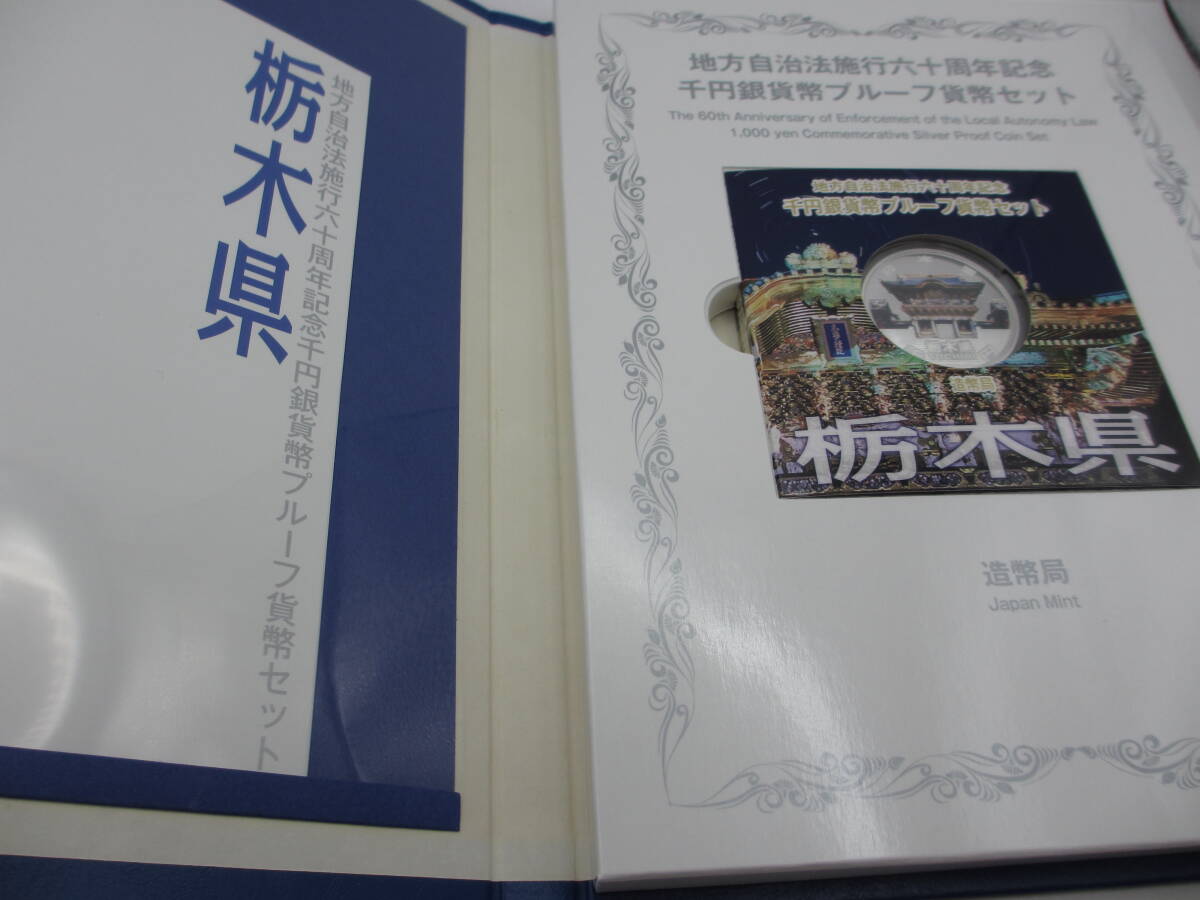 栃木県
地方自治法施行六十周年記念千円銀貨幣プルーフ貨幣セット
地方自治法施行六十周年記念
千円銀貨幣プルーフ貨幣セット
The 60th Anniversary of Enforcement of the Local Autonomy Law
1,000 yen Commemorative Silver Proof Coin Set
地方自治法施行六十周年記念
千円銀貨幣プルーフ貨幣セット
造幣局
栃木県
造幣局
Japan Mint